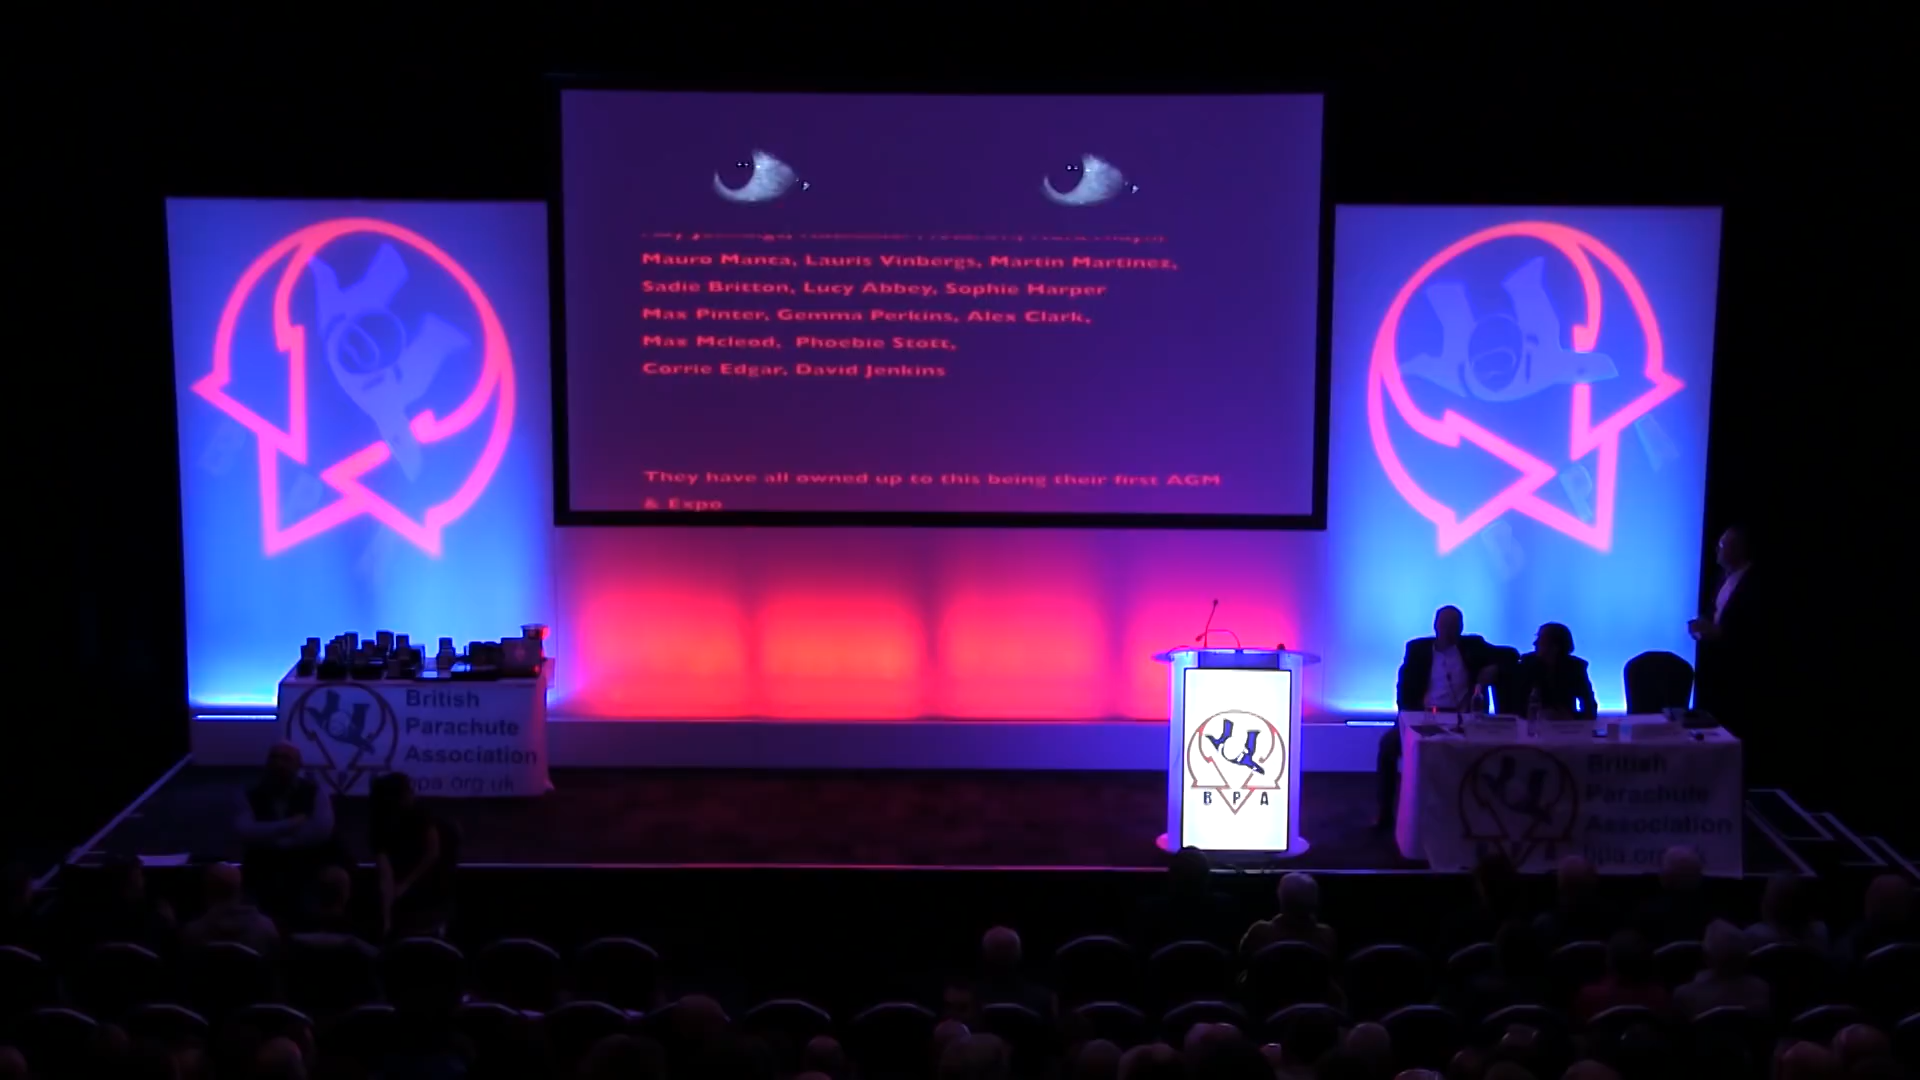 Mauro Manca, Lauris Vinbergs, Martin Martinez,
Sadie Britton, Lucy Abbey, Sophie Harper
Max Pinter, Gemma Perkins, Alex Clark,
Max Mcleod, Phoebie Stott,
Corrie Edgar, David Jenkins
They have all owned up to this being their first AGM
& Expo
British
Parachute
Association
bpa.org.uk
B P A
British
Parachute
Association
bpa.org.uk